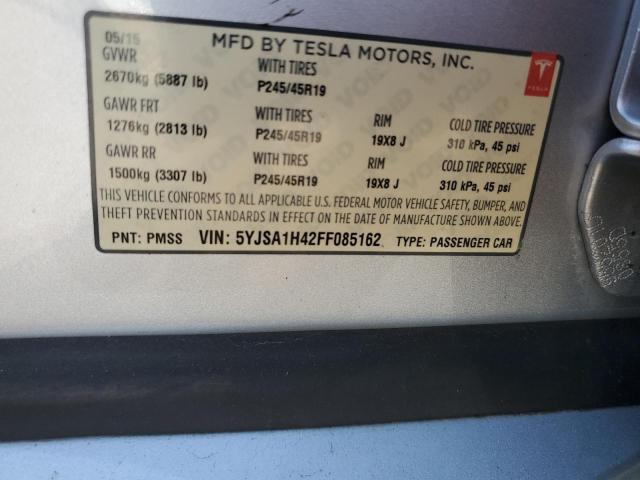 05/15
MFD BY TESLA MOTORS, INC.
GVWR
WITH TIRES
2670kg (5887 lb)
P245/45R19
GAWR FRT
WITH TIRES
RIM
COLD TIRE PRESSURE
1276kg (2813 lb)
P245/45R19
19X8 J
310 kPa, 45 psi
GAWR RR
WITH TIRES
RIM
COLD TIRE PRESSURE
1500kg (3307 lb)
P245/45R19
19X8 J
310 kPa, 45 psi
THIS VEHICLE CONFORMS TO ALL APPLICABLE U.S. FEDERAL MOTOR VEHICLE SAFETY, BUMPER, AND
THEFT PREVENTION STANDARDS IN EFFECT ON THE DATE OF MANUFACTURE SHOWN ABOVE.
PNT: PMSS VIN: 5YJSA1H42FF085162 TYPE: PASSENGER CAR
TESLA